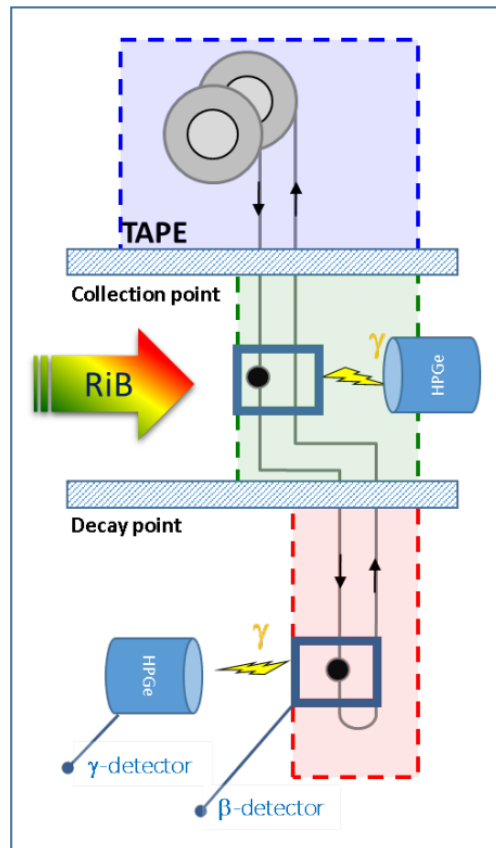 TAPE
Collection point
RiB
γ
HPGe
Decay point
γ
HPGe
γ-detector
β-detector